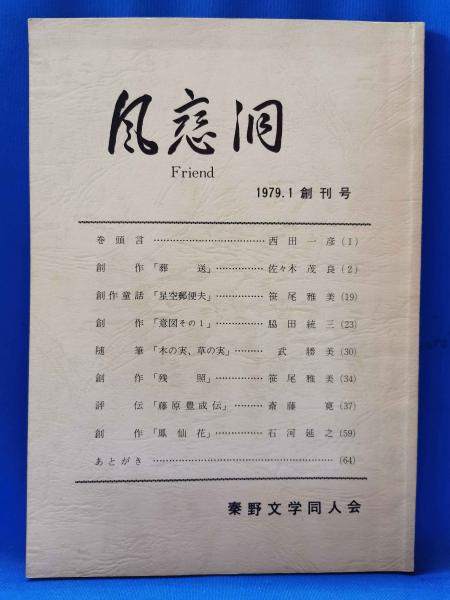 風恋洞
Friend
1979.1 創刊号
巻頭言 ………………………… 西田一彦 (1)
創作「葬送」…………… 佐々木茂良 (2)
創作童話「星空郵便夫」…………… 笹尾雅美 (19)
創作「意図その1」…………… 脇田統三 (23)
随筆「木の実、草の実」……… 武勝美 (30)
創作「残照」…………… 笹尾雅美 (34)
評伝「藤原豊成伝」……… 斎藤寛 (37)
創作「鳳仙花」…………… 石河延之 (59)
あとがき ………………………………………… (64)
秦野文学同人会